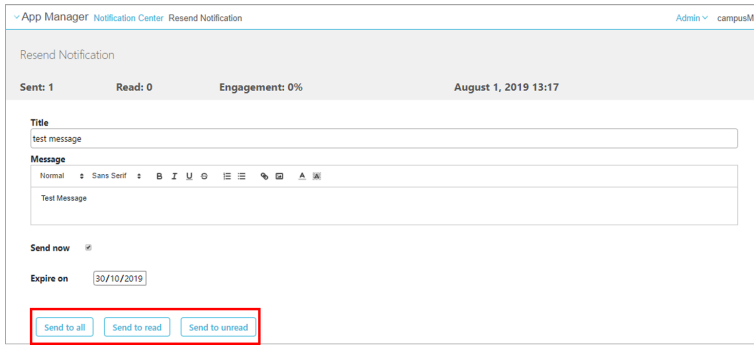 App Manager Notification Center Resend Notification Admin campusM
Resend Notification
Sent: 1 Read: 0 Engagement: 0% August 1, 2019 13:17
Title
test message
Message
Normal Sans Serif B I U S A A
Test Message
Send now
Expire on 30/10/2019
Send to all Send to read Send to unread